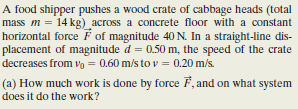 A food shipper pushes a wood crate of cabbage heads (total
mass m = 14 kg) across a concrete floor with a constant
horizontal force F⃗ of magnitude 40 N. In a straight-line dis-
placement of magnitude d = 0.50 m, the speed of the crate
decreases from v₀ = 0.60 m/s to v = 0.20 m/s.
(a) How much work is done by force F⃗, and on what system
does it do the work?